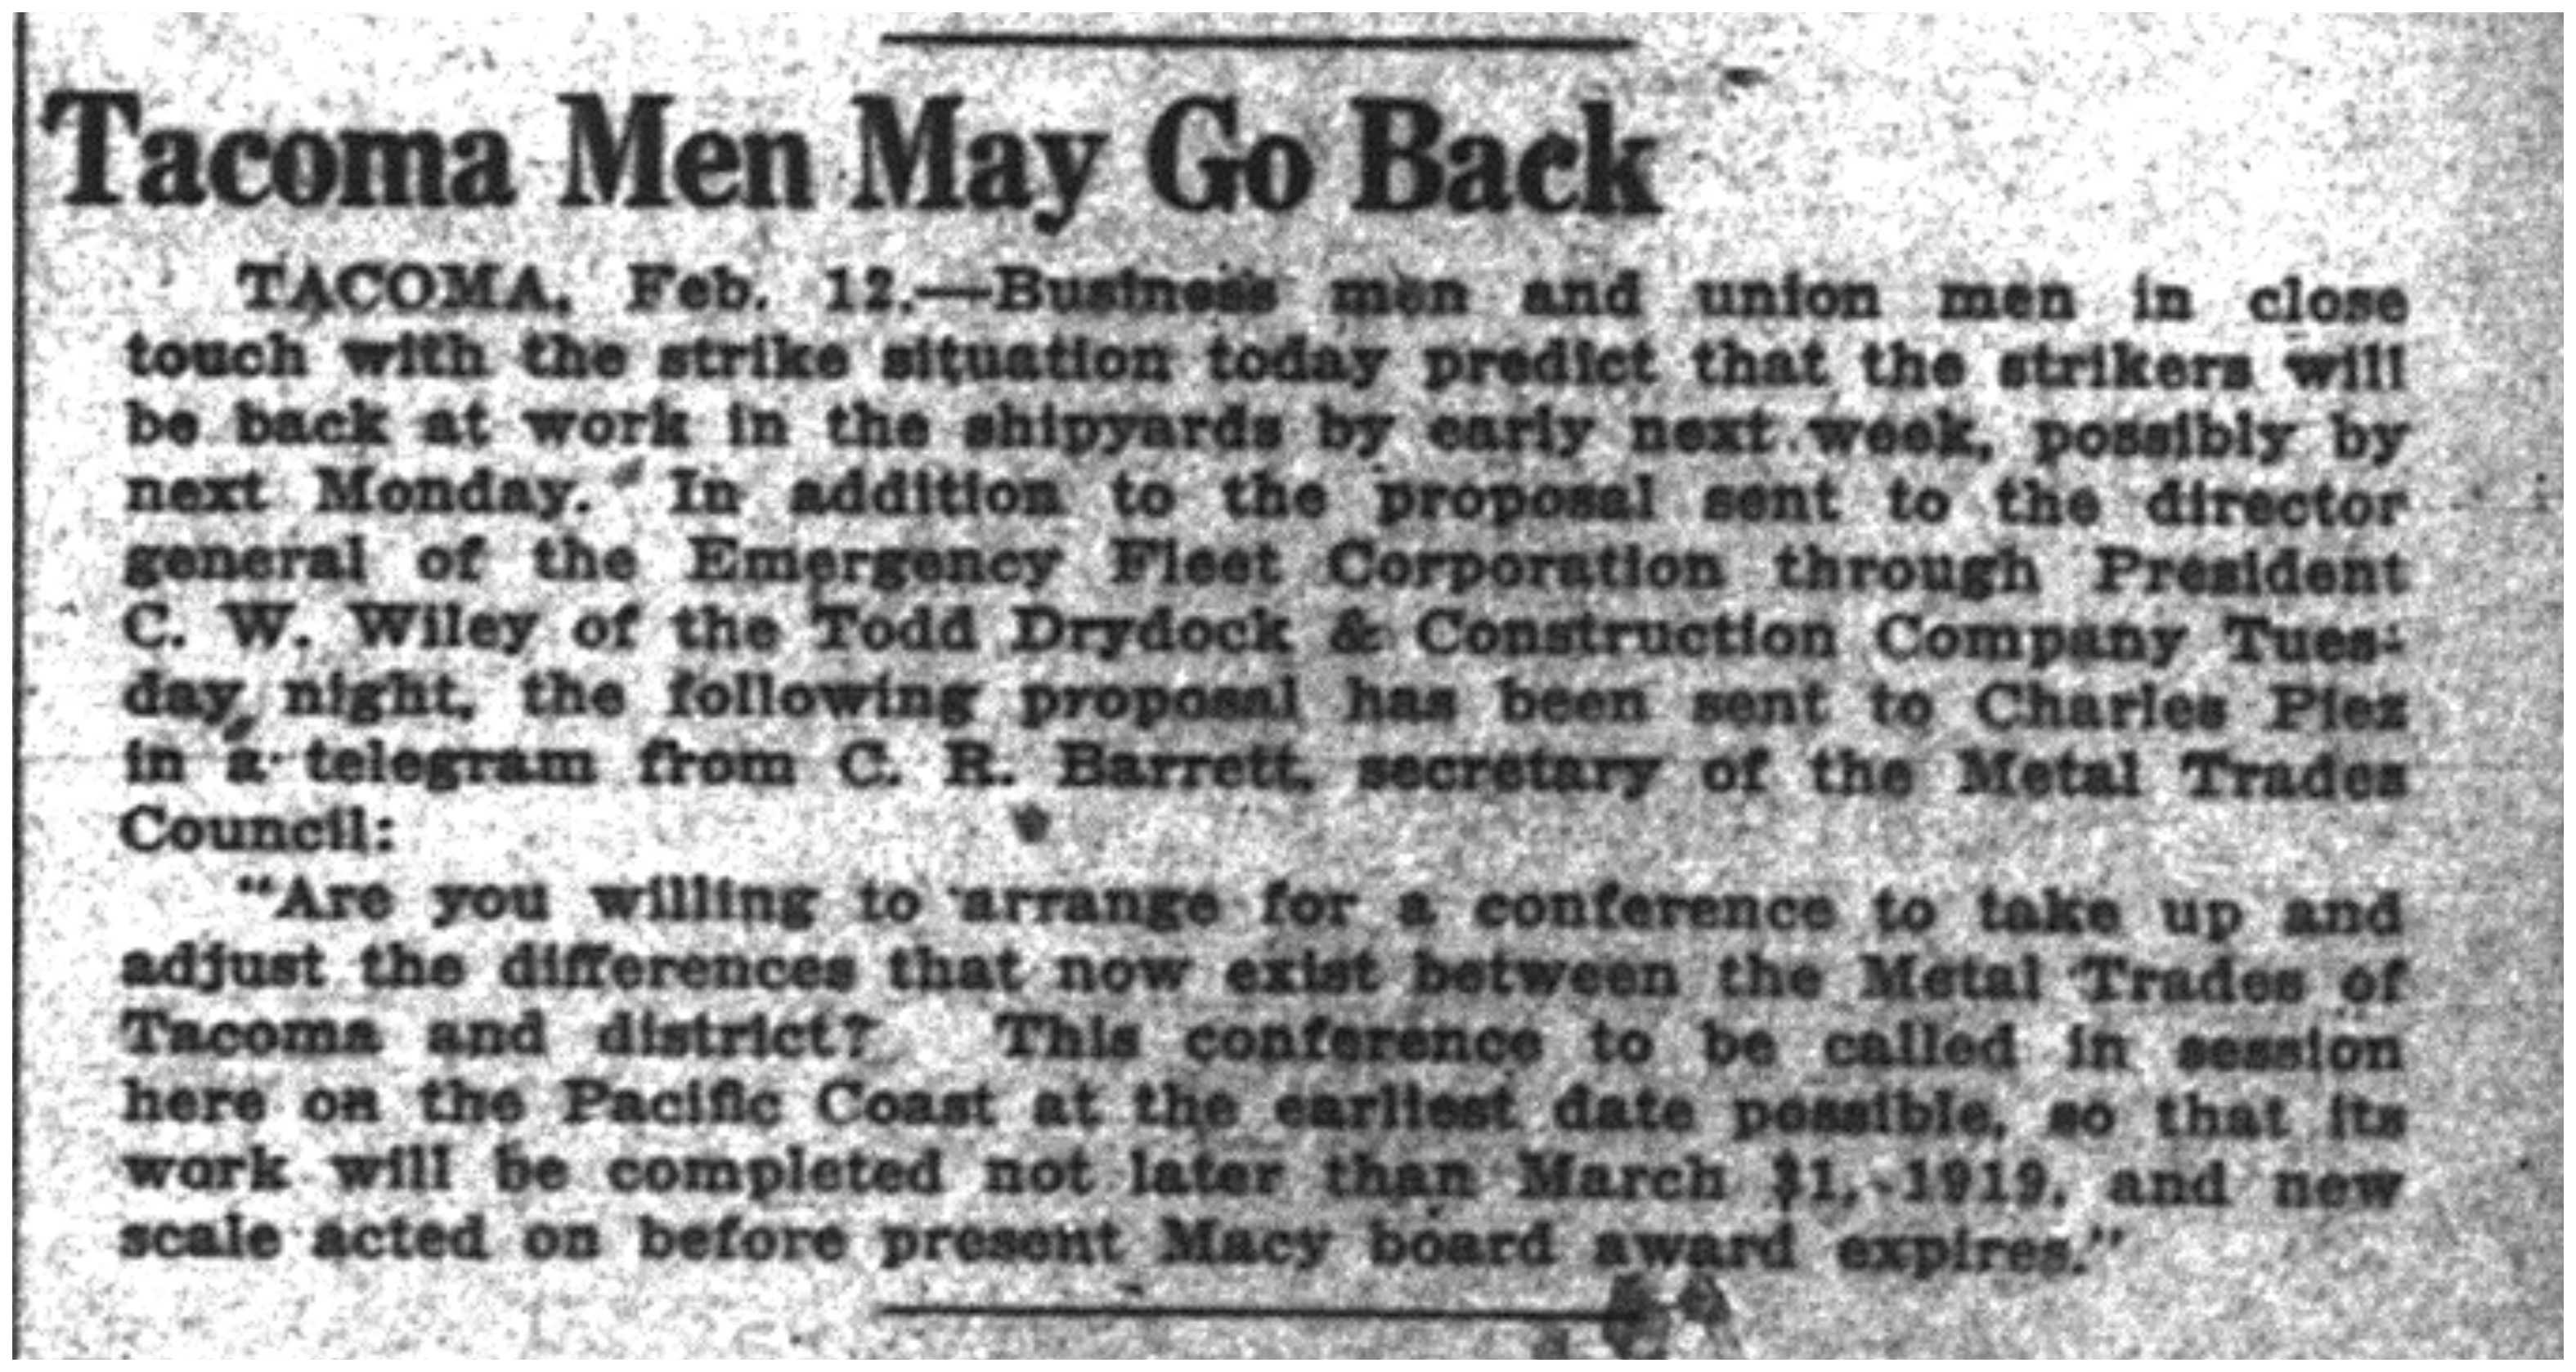 Tacoma Men May Go Back
TACOMA, Feb. 12.—Business men and union men in close
touch with the strike situation today predict that the strikers will
be back at work in the shipyards by early next week, possibly by
next Monday. In addition to the proposal sent to the director
general of the Emergency Fleet Corporation through President
C. W. Wiley of the Todd Drydock & Construction Company Tues-
day night, the following proposal has been sent to Charles Piez
in a telegram from C. R. Barrett, secretary of the Metal Trades
Council:
"Are you willing to arrange for a conference to take up and
adjust the differences that now exist between the Metal Trades of
Tacoma and district? This conference to be called in session
here on the Pacific Coast at the earliest date possible, so that its
work will be completed not later than March 31, 1919, and new
scale acted on before present Macy board award expires."